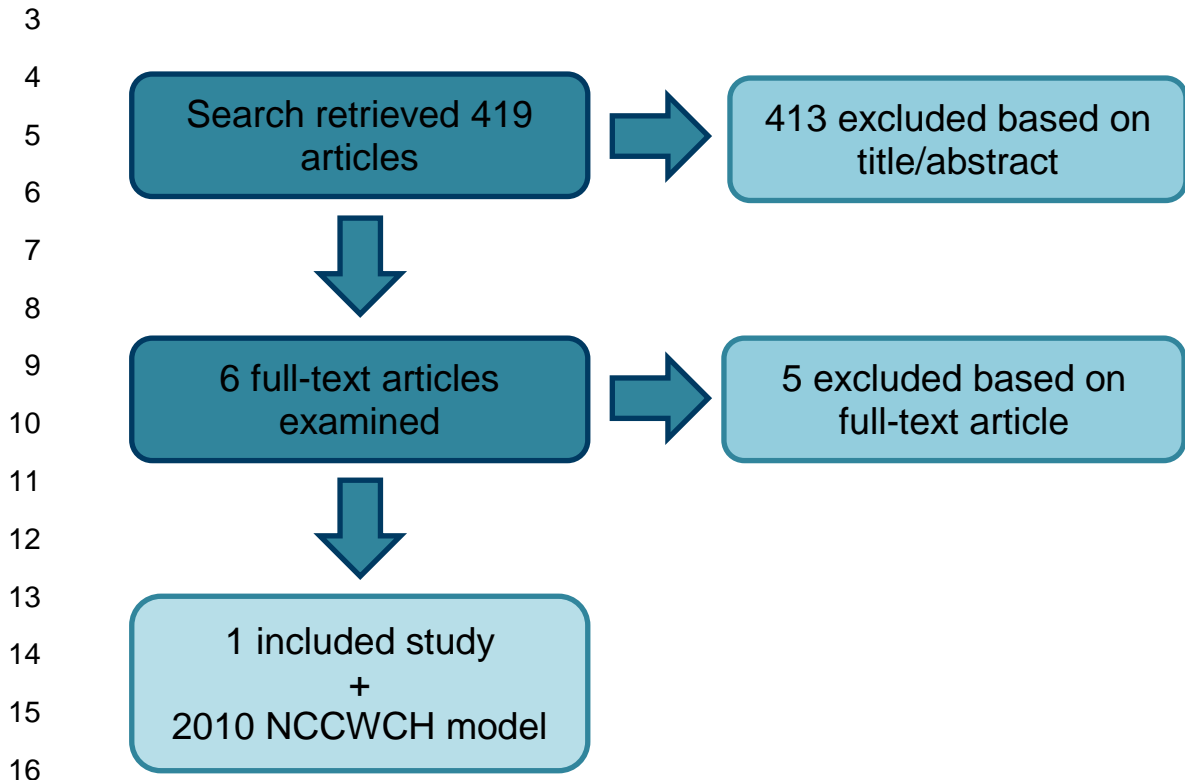 3
4
Search retrieved 419
413 excluded based on
5
articles
title/abstract
6
7
8
9
6 full-text articles
5 excluded based on
10
examined
full-text article
11
12
13
1 included study
14
+
15
2010 NCCWCH model
16